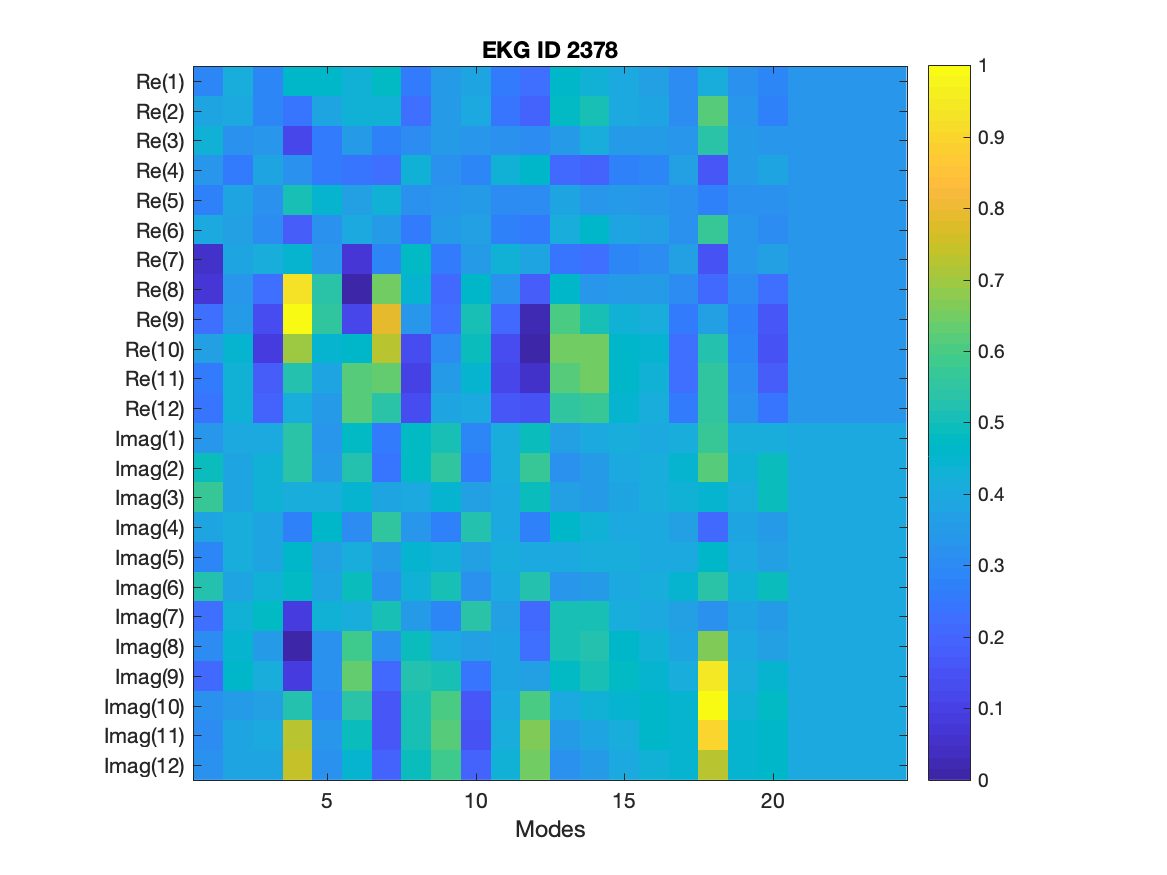 EKG ID 2378
Re(1)
Re(2)
Re(3)
Re(4)
Re(5)
Re(6)
Re(7)
Re(8)
Re(9)
Re(10)
Re(11)
Re(12)
Imag(1)
Imag(2)
Imag(3)
Imag(4)
Imag(5)
Imag(6)
Imag(7)
Imag(8)
Imag(9)
Imag(10)
Imag(11)
Imag(12)
5 10 15 20
Modes
1
0.9
0.8
0.7
0.6
0.5
0.4
0.3
0.2
0.1
0